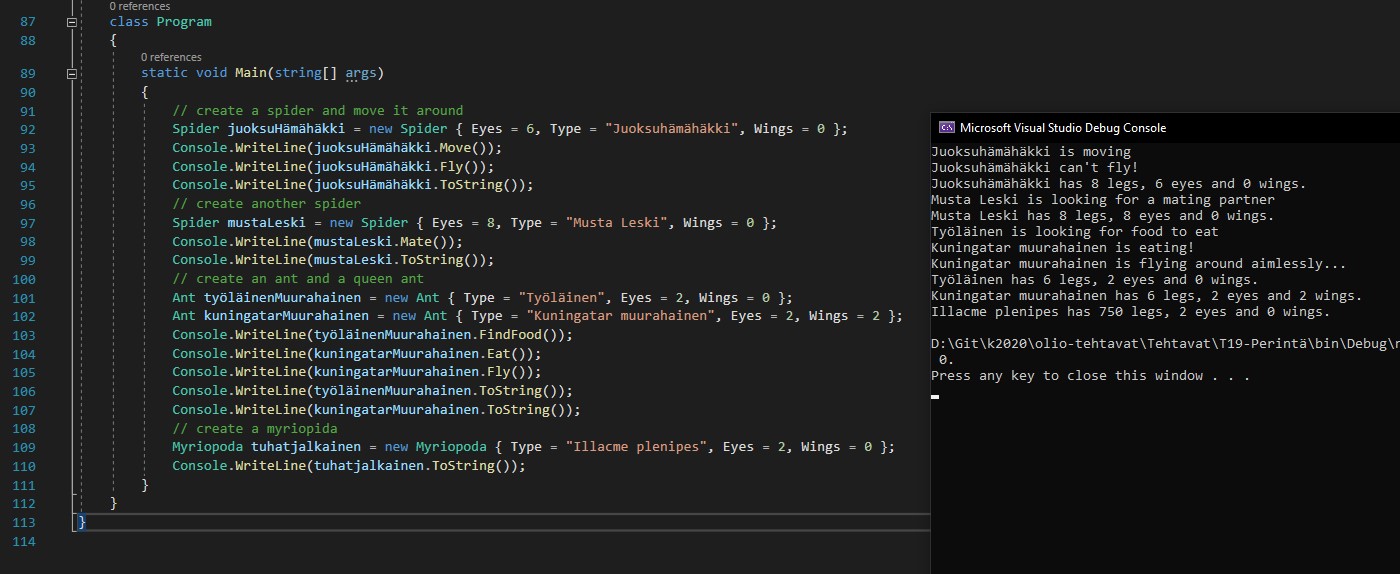 0 references
87 class Program
88 {
0 references
89 static void Main(string[] args)
90 {
91 // create a spider and move it around
92 Spider juoksuHämähäkki = new Spider { Eyes = 6, Type = "Juoksuhämähäkki", Wings = 0 };
93 Console.WriteLine(juoksuHämähäkki.Move());
94 Console.WriteLine(juoksuHämähäkki.Fly());
95 Console.WriteLine(juoksuHämähäkki.ToString());
96 // create another spider
97 Spider mustaLeski = new Spider { Eyes = 8, Type = "Musta Leski", Wings = 0 };
98 Console.WriteLine(mustaLeski.Mate());
99 Console.WriteLine(mustaLeski.ToString());
100 // create an ant and a queen ant
101 Ant työläinenMuurahainen = new Ant { Type = "Työläinen", Eyes = 2, Wings = 0 };
102 Ant kuningatarMuurahainen = new Ant { Type = "Kuningatar muurahainen", Eyes = 2, Wings = 2 };
103 Console.WriteLine(työläinenMuurahainen.FindFood());
104 Console.WriteLine(kuningatarMuurahainen.Eat());
105 Console.WriteLine(kuningatarMuurahainen.Fly());
106 Console.WriteLine(työläinenMuurahainen.ToString());
107 Console.WriteLine(kuningatarMuurahainen.ToString());
108 // create a myriopida
109 Myriopoda tuhatjalkainen = new Myriopoda { Type = "Illacme plenipes", Eyes = 2, Wings = 0 };
110 Console.WriteLine(tuhatjalkainen.ToString());
111 }
112 }
113 }
114
Microsoft Visual Studio Debug Console
Juoksuhämähäkki is moving
Juoksuhämähäkki can't fly!
Juoksuhämähäkki has 8 legs, 6 eyes and 0 wings.
Musta Leski is looking for a mating partner
Musta Leski has 8 legs, 8 eyes and 0 wings.
Työläinen is looking for food to eat
Kuningatar muurahainen is eating!
Kuningatar muurahainen is flying around aimlessly...
Työläinen has 6 legs, 2 eyes and 0 wings.
Kuningatar muurahainen has 6 legs, 2 eyes and 2 wings.
Illacme plenipes has 750 legs, 2 eyes and 0 wings.
D:\Git\k2020\olio-tehtavat\Tehtavat\T19-Perintä\bin\Debug\
0.
Press any key to close this window . . .